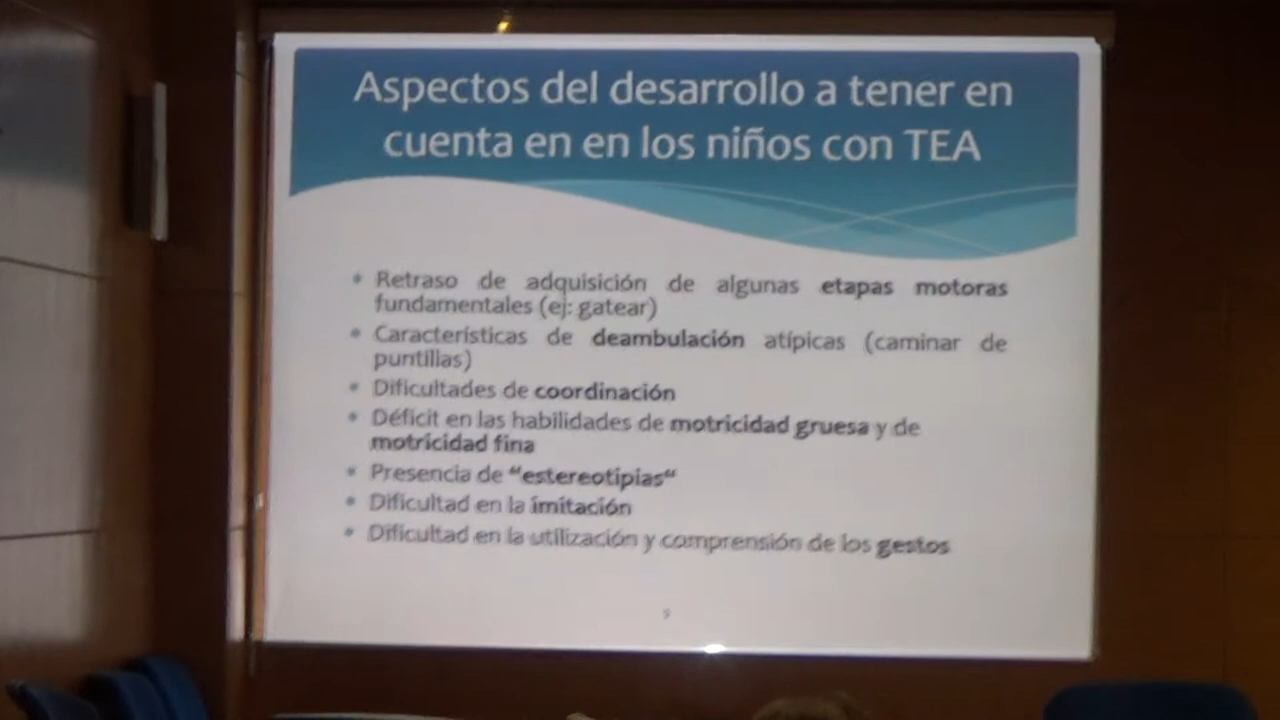 Aspectos del desarrollo a tener en
cuenta en en los niños con TEA
* Retraso de adquisición de algunas etapas motoras
fundamentales (ej: gatear)
* Características de deambulación atípicas (caminar de
puntillas)
* Dificultades de coordinación
* Déficit en las habilidades de motricidad gruesa y de
motricidad fina
* Presencia de “estereotipias“
* Dificultad en la imitación
* Dificultad en la utilización y comprensión de los gestos